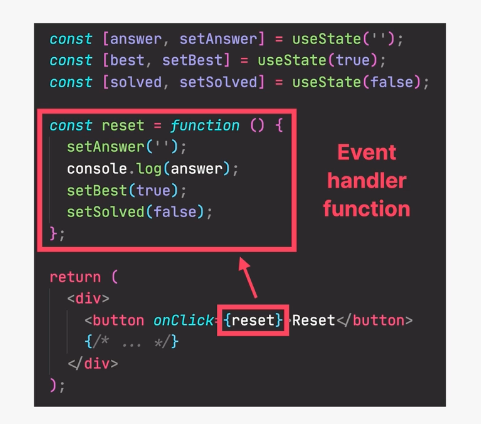 const [answer, setAnswer] = useState('');
const [best, setBest] = useState(true);
const [solved, setSolved] = useState(false);
const reset = function () {
setAnswer('');
console.log(answer);
setBest(true);
setSolved(false);
};
Event
handler
function
return (
<div>
<button onClick={reset}>Reset</button>
{/* ... */}
</div>
);